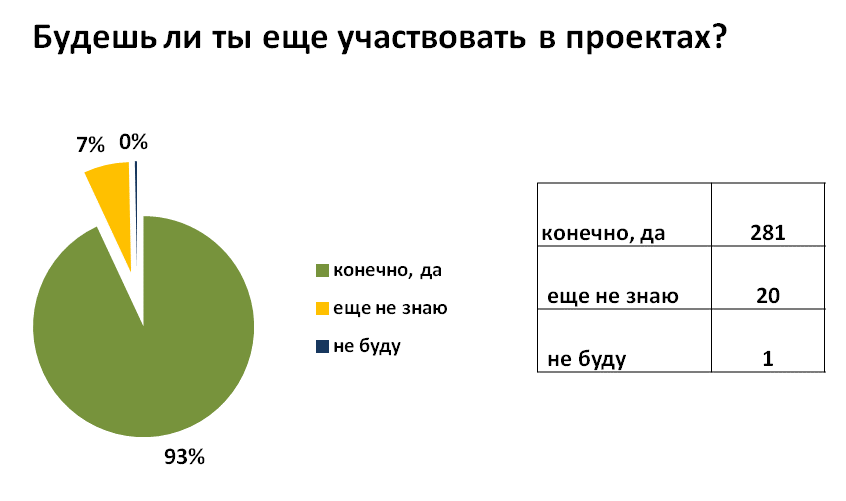 Будешь ли ты еще участвовать в проектах?
7% 0%
93%
конечно, да
еще не знаю
не буду
конечно, да 281
еще не знаю 20
не буду 1